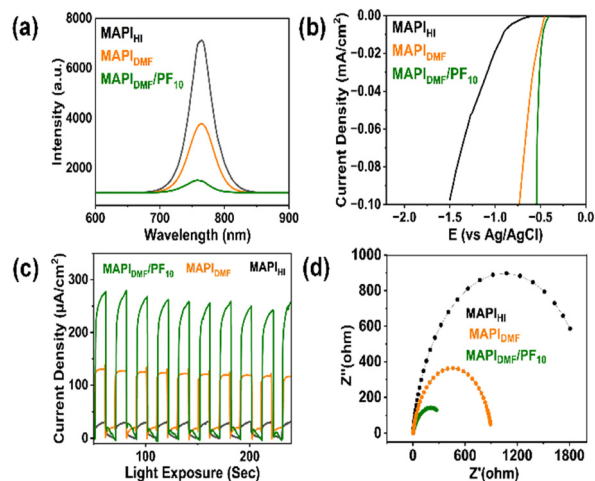 (a)
MAPI_HI
MAPI_DMF
MAPI_DMF/PF_10
8000
6000
4000
2000
Intensity (a.u.)
600 700 800 900
Wavelength (nm)
(b)
MAPI_HI
MAPI_DMF
MAPI_DMF/PF_10
0.00
-0.02
-0.04
-0.06
-0.08
-0.10
Current Density (mA/cm²)
-2.0 -1.5 -1.0 -0.5 0.0
E (vs Ag/AgCl)
(c)
MAPI_DMF/PF_10 MAPI_DMF MAPI_HI
300
200
100
0
Current Density (µA/cm²)
100 200
Light Exposure (Sec)
(d)
MAPI_HI
MAPI_DMF
MAPI_DMF/PF_10
1000
800
600
400
200
0
Z''(ohm)
0 600 1200 1800
Z'(ohm)